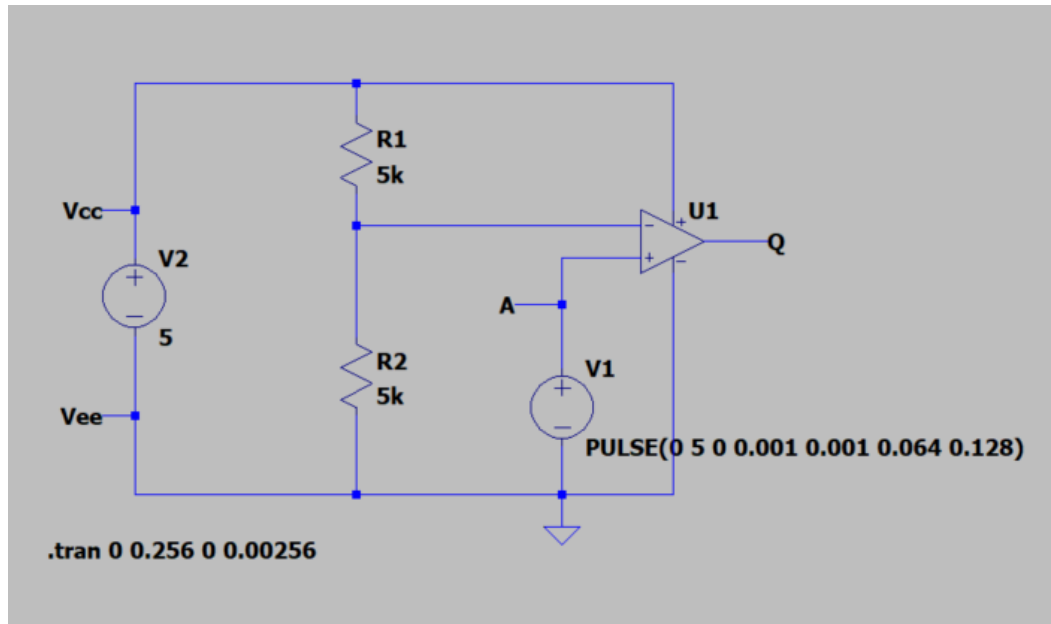 R1
5k
U1
Vcc
V2
Q
A
5
R2
5k
V1
Vee
PULSE(0 5 0 0.001 0.001 0.064 0.128)
.tran 0 0.256 0 0.00256